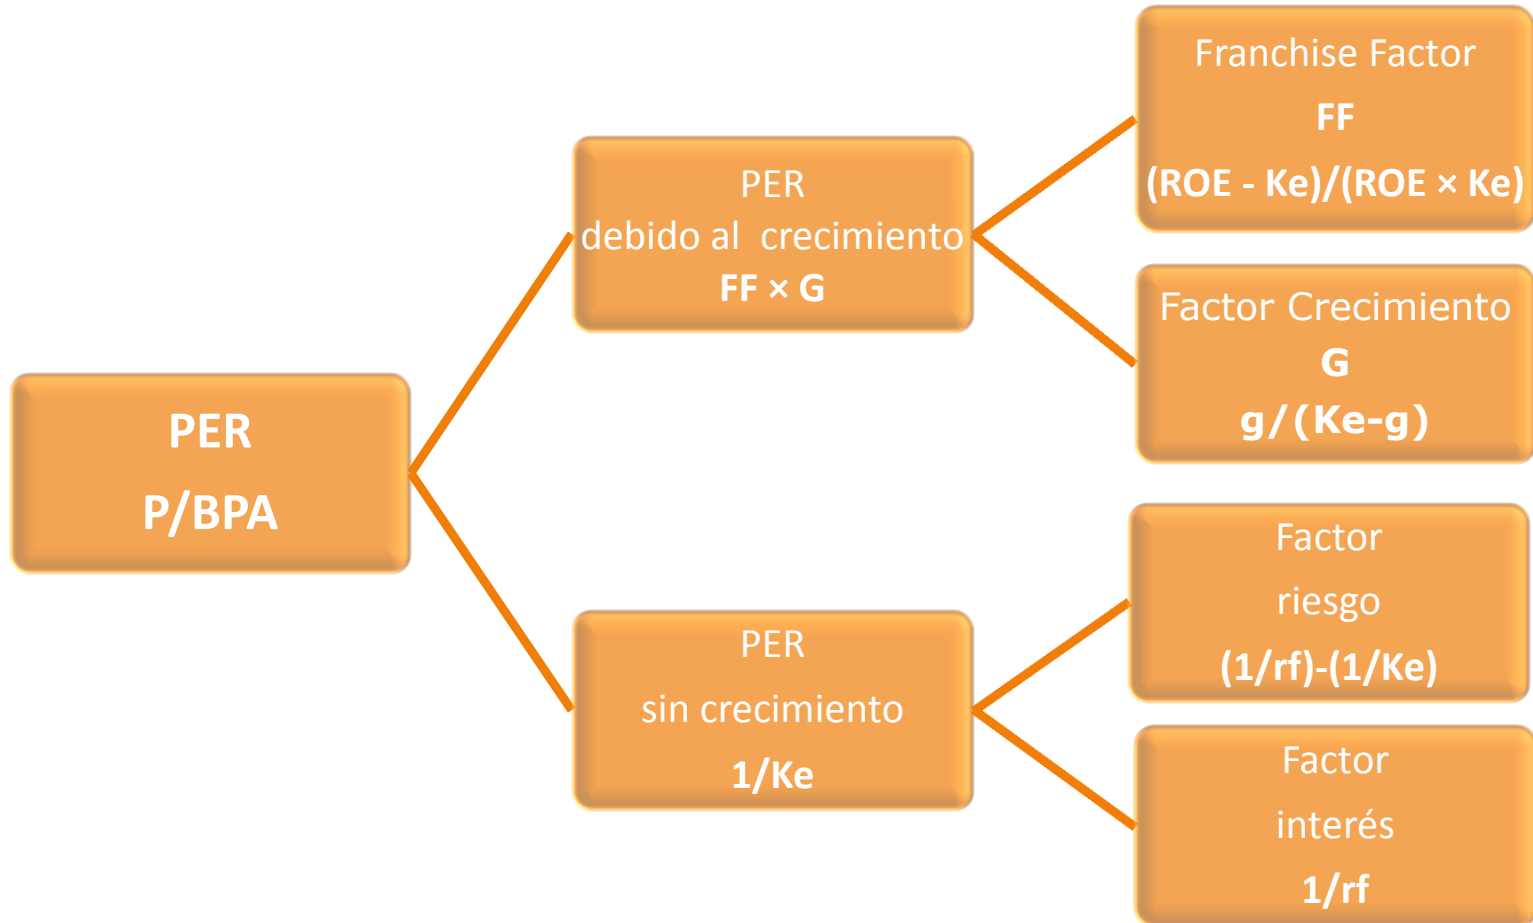 PER
P/BPA
PER
debido al crecimiento
FF × G
PER
sin crecimiento
1/Ke
Franchise Factor
FF
(ROE - Ke)/(ROE × Ke)
Factor Crecimiento
G
g/(Ke-g)
Factor
riesgo
(1/rf)-(1/Ke)
Factor
interés
1/rf